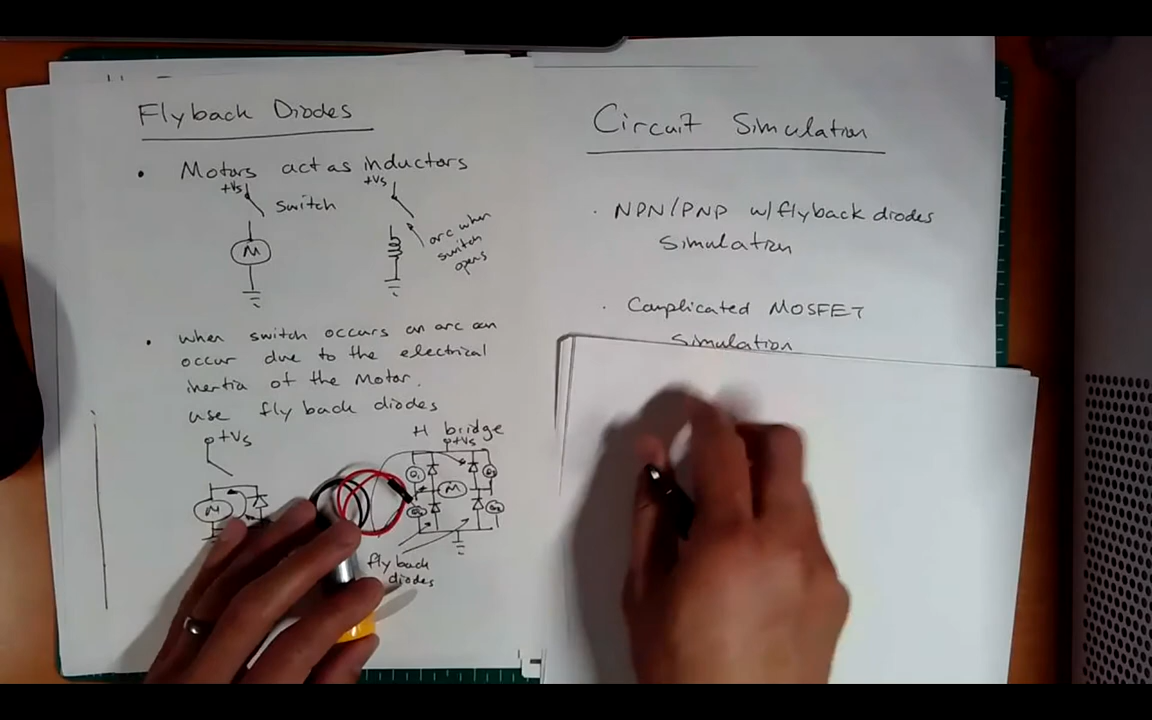 Flyback Diodes
• Motors act as inductors
+Vs
switch
M
+Vs
arc when
switch
opens
• when switch occurs an arc can
occur due to the electrical
inertia of the Motor.
use fly back diodes
+Vs
M
H bridge
+Vs
Q1
M
fly back
diodes
Circuit Simulation
• NPN/PNP w/flyback diodes
Simulation
• Complicated MOSFET
Simulation